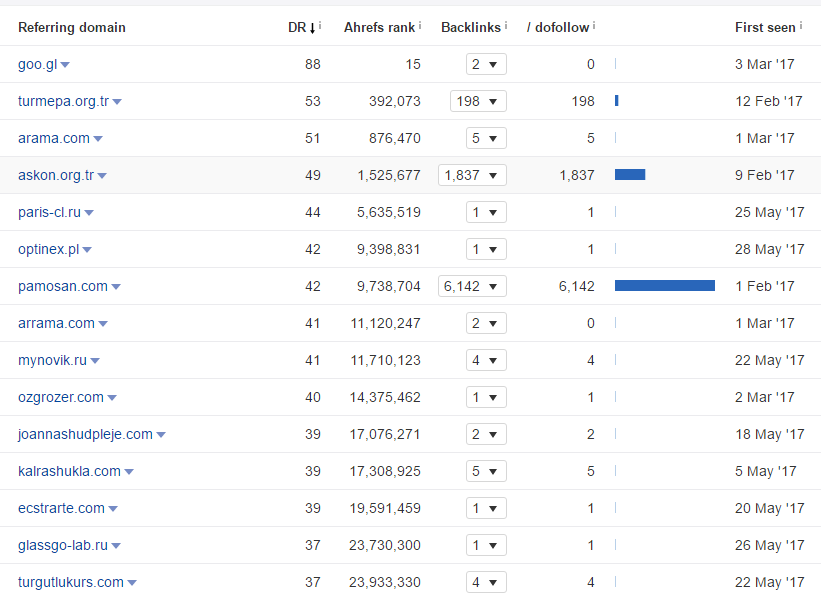 Referring domain DR Ahrefs rank Backlinks / dofollow First seen
goo.gl 88 15 2 0 3 Mar '17
turmepa.org.tr 53 392,073 198 198 12 Feb '17
arama.com 51 876,470 5 5 1 Mar '17
askon.org.tr 49 1,525,677 1,837 1,837 9 Feb '17
paris-cl.ru 44 5,635,519 1 1 25 May '17
optinex.pl 42 9,398,831 1 1 28 May '17
pamosan.com 42 9,738,704 6,142 6,142 1 Feb '17
arrama.com 41 11,120,247 2 0 1 Mar '17
mynovik.ru 41 11,710,123 4 4 22 May '17
ozgrozer.com 40 14,375,462 1 1 2 Mar '17
joannashudpleje.com 39 17,076,271 2 2 18 May '17
kalrashukla.com 39 17,308,925 5 5 5 May '17
ecstrarte.com 39 19,591,459 1 1 20 May '17
glassgo-lab.ru 37 23,730,300 1 1 26 May '17
turgutlukurs.com 37 23,933,330 4 4 22 May '17